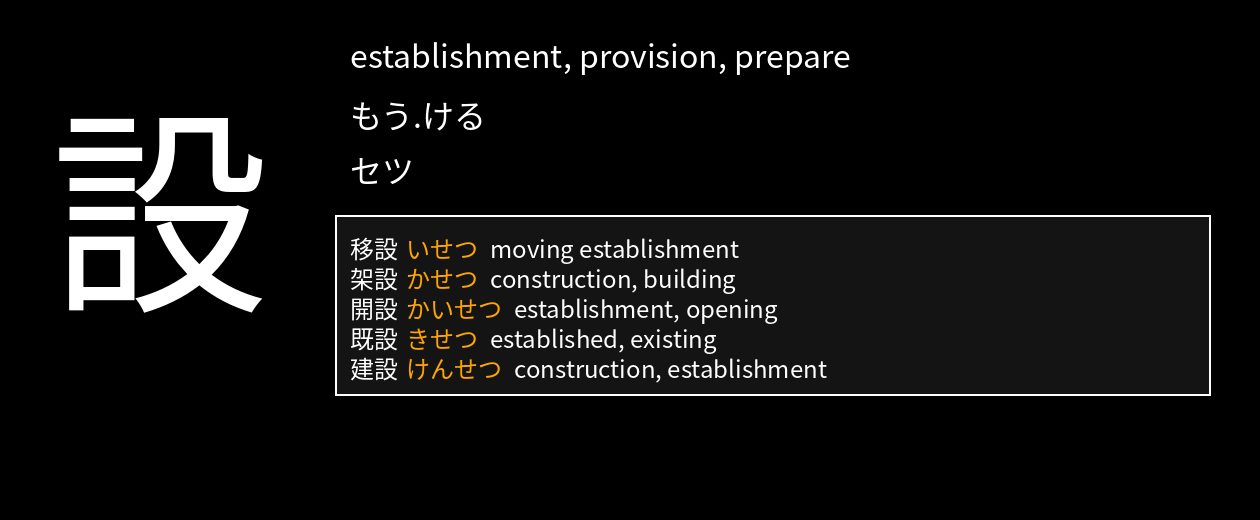 設
establishment, provision, prepare
もう.ける
セツ
移設 いせつ moving establishment
架設 かせつ construction, building
開設 かいせつ establishment, opening
既設 きせつ established, existing
建設 けんせつ construction, establishment